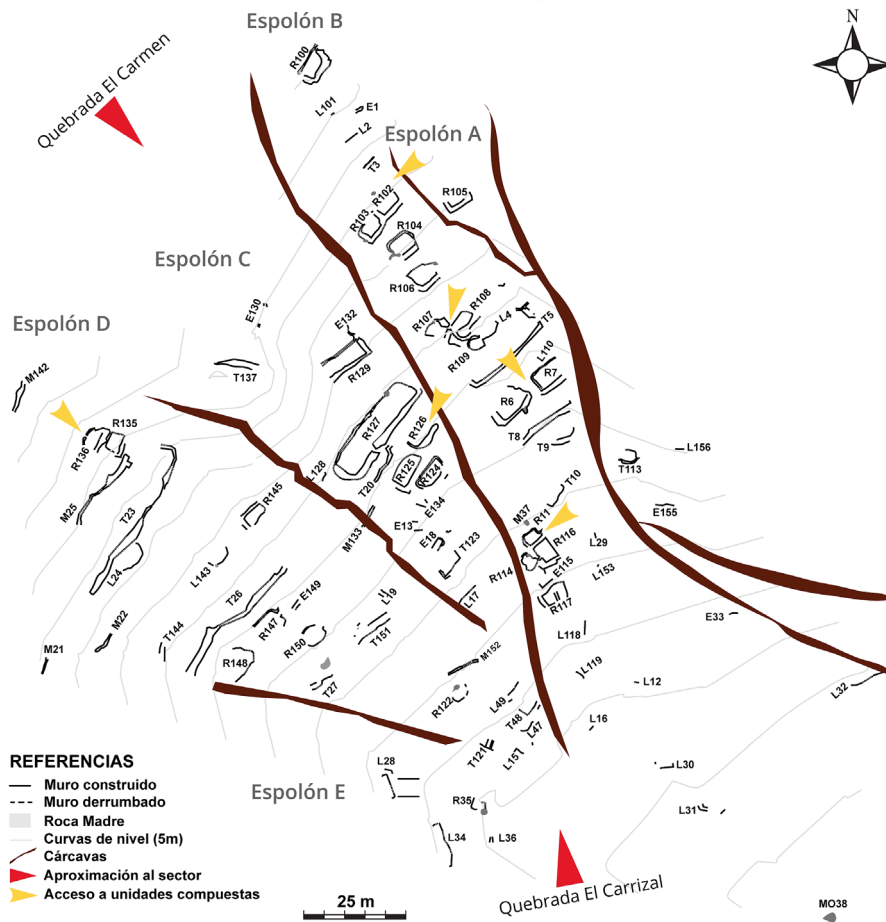 Espolón B
N
R100
Quebrada El Carmen
L101
E1
L2
Espolón A
T3
R102
R105
R103
R104
Espolón C
R106
E130
R107
R108
L4
T5
Espolón D
E132
R109
R129
L110
M142
T137
R7
R6
R127
R126
T8
R135
T9
R136
L156
T113
R125
R124
L128
T20
M25
T23
R145
E134
T10
M37
R11
E155
M133
E13
E18
T123
R116
L29
L24
L143
R114
E115
L153
T26
E149
L19
L17
R117
M22
T144
R147
R150
T151
E33
L118
M21
R148
M152
L119
T27
R122
L12
L32
L49
T48
L47
L16
REFERENCIAS
Muro construido
Muro derrumbado
Roca Madre
Curvas de nivel (5m)
Cárcavas
Aproximación al sector
Acceso a unidades compuestas
T121
L157
L28
L30
Espolón E
R35
L31
L34
L36
25 m
Quebrada El Carrizal
MO38